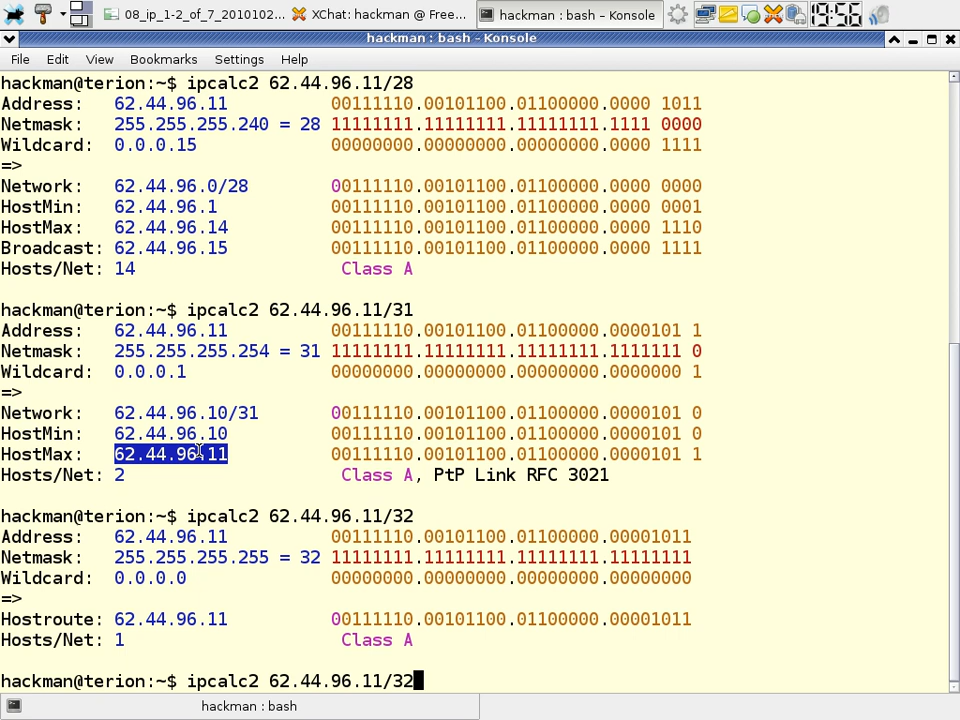 08_ip_1-2_of_7_2010102... XChat: hackman @ Free... hackman : bash – Konsole 19:56
hackman : bash – Konsole
File Edit View Bookmarks Settings Help
hackman@terion:~$ ipcalc2 62.44.96.11/28
Address: 62.44.96.11 00111110.00101100.01100000.0000 1011
Netmask: 255.255.255.240 = 28 11111111.11111111.11111111.1111 0000
Wildcard: 0.0.0.15 00000000.00000000.00000000.0000 1111
=>
Network: 62.44.96.0/28 00111110.00101100.01100000.0000 0000
HostMin: 62.44.96.1 00111110.00101100.01100000.0000 0001
HostMax: 62.44.96.14 00111110.00101100.01100000.0000 1110
Broadcast: 62.44.96.15 00111110.00101100.01100000.0000 1111
Hosts/Net: 14 Class A
hackman@terion:~$ ipcalc2 62.44.96.11/31
Address: 62.44.96.11 00111110.00101100.01100000.0000101 1
Netmask: 255.255.255.254 = 31 11111111.11111111.11111111.1111111 0
Wildcard: 0.0.0.1 00000000.00000000.00000000.0000000 1
=>
Network: 62.44.96.10/31 00111110.00101100.01100000.0000101 0
HostMin: 62.44.96.10 00111110.00101100.01100000.0000101 0
HostMax: 62.44.96.11 00111110.00101100.01100000.0000101 1
Hosts/Net: 2 Class A, PtP Link RFC 3021
hackman@terion:~$ ipcalc2 62.44.96.11/32
Address: 62.44.96.11 00111110.00101100.01100000.00001011
Netmask: 255.255.255.255 = 32 11111111.11111111.11111111.11111111
Wildcard: 0.0.0.0 00000000.00000000.00000000.00000000
=>
Hostroute: 62.44.96.11 00111110.00101100.01100000.00001011
Hosts/Net: 1 Class A
hackman@terion:~$ ipcalc2 62.44.96.11/32
hackman : bash